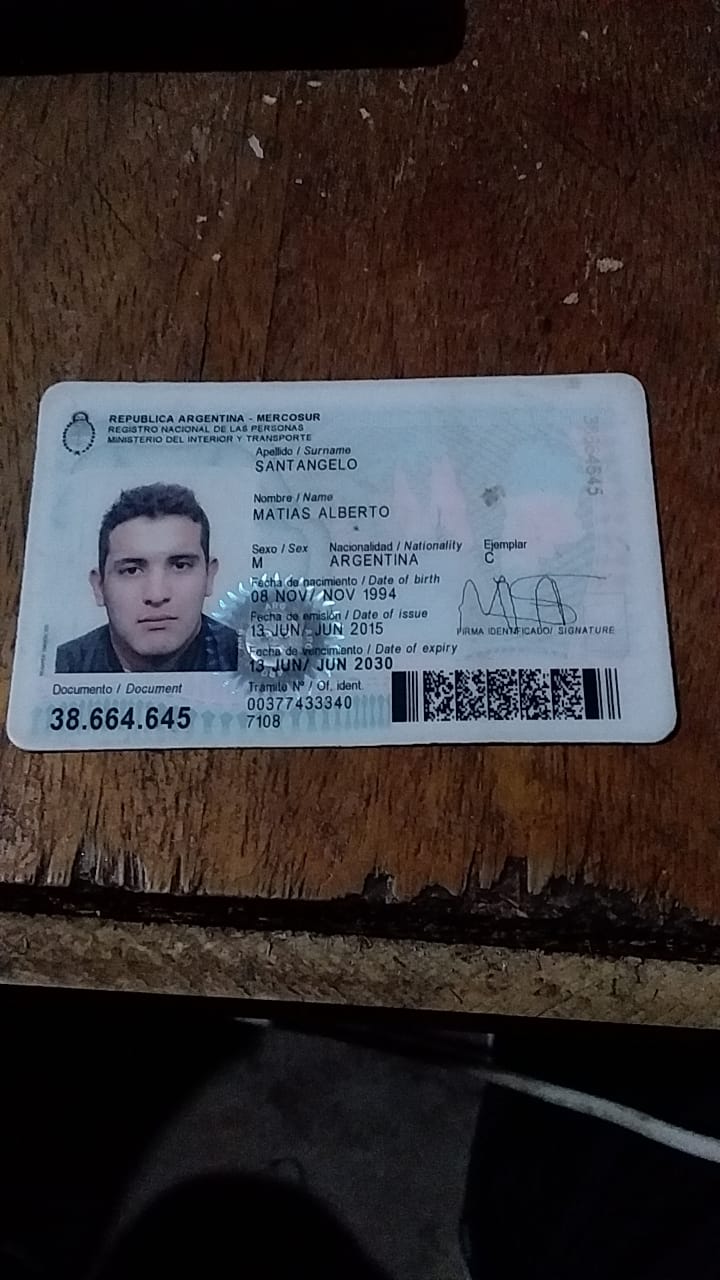 REPUBLICA ARGENTINA - MERCOSUR
REGISTRO NACIONAL DE LAS PERSONAS
MINISTERIO DEL INTERIOR Y TRANSPORTE
Apellido / Surname
SANTANGELO
Nombre / Name
MATIAS ALBERTO
Sexo / Sex Nacionalidad / Nationality Ejemplar
M ARGENTINA C
Fecha de nacimiento / Date of birth
08 NOV/ NOV 1994
Fecha de emisión / Date of issue
13 JUN/ JUN 2015
FIRMA IDENTIFICADO/ SIGNATURE
Fecha de vencimiento / Date of expiry
13 JUN/ JUN 2030
Documento / Document
38.664.645
Trámite Nº / Of. ident.
00377433340
7108